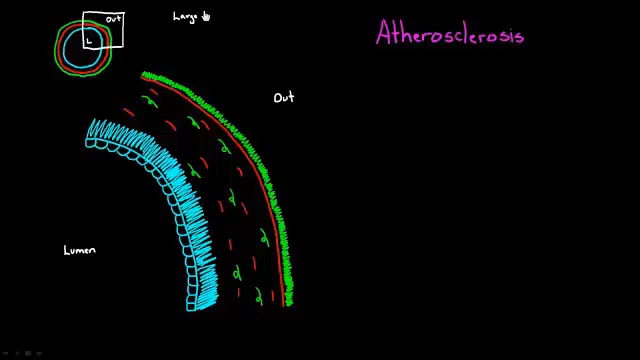 Out
L
Large
Atherosclerosis
Out
Lumen